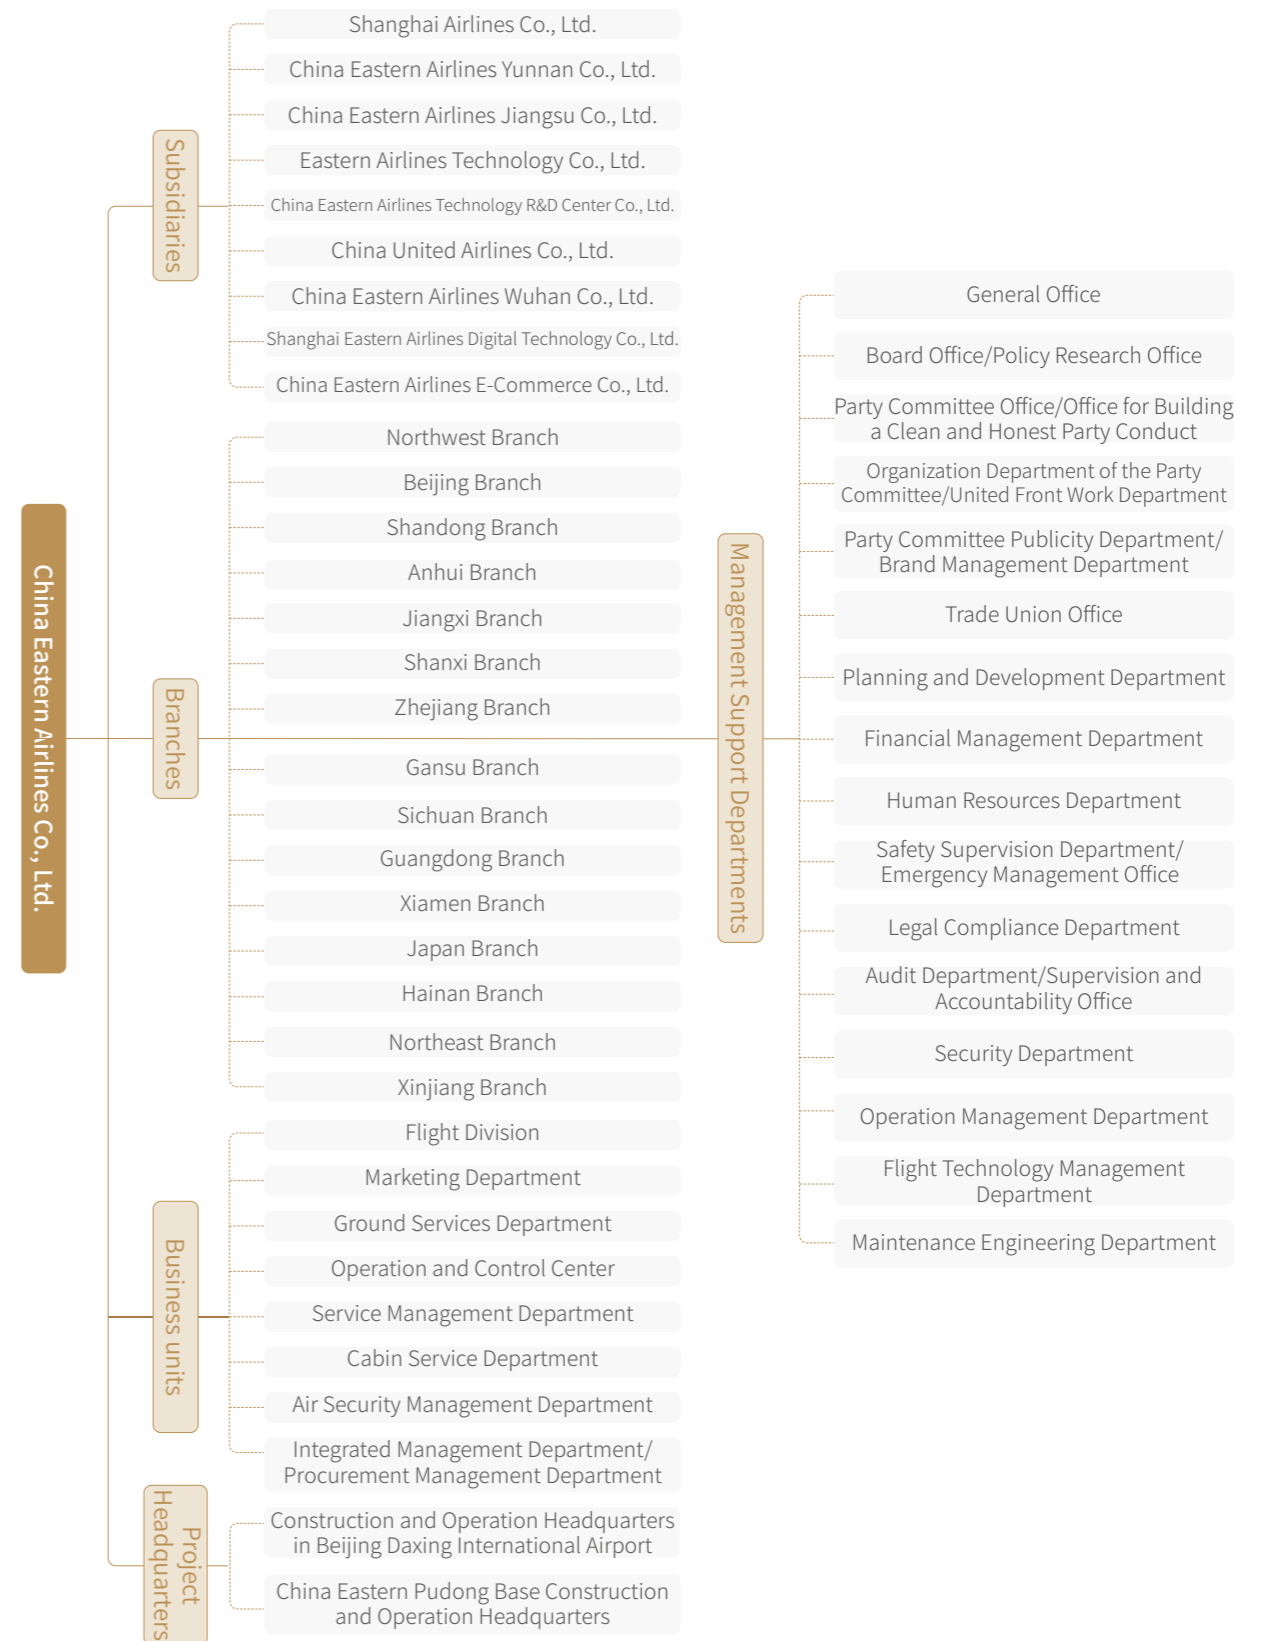 China Eastern Airlines Co., Ltd.
Subsidiaries
Shanghai Airlines Co., Ltd.
China Eastern Airlines Yunnan Co., Ltd.
China Eastern Airlines Jiangsu Co., Ltd.
Eastern Airlines Technology Co., Ltd.
China Eastern Airlines Technology R&D Center Co., Ltd.
China United Airlines Co., Ltd.
China Eastern Airlines Wuhan Co., Ltd.
Shanghai Eastern Airlines Digital Technology Co., Ltd.
China Eastern Airlines E-Commerce Co., Ltd.
Branches
Northwest Branch
Beijing Branch
Shandong Branch
Anhui Branch
Jiangxi Branch
Shanxi Branch
Zhejiang Branch
Gansu Branch
Sichuan Branch
Guangdong Branch
Xiamen Branch
Japan Branch
Hainan Branch
Northeast Branch
Xinjiang Branch
Business units
Flight Division
Marketing Department
Ground Services Department
Operation and Control Center
Service Management Department
Cabin Service Department
Air Security Management Department
Integrated Management Department/
Procurement Management Department
Project
Headquarters
Construction and Operation Headquarters
in Beijing Daxing International Airport
China Eastern Pudong Base Construction
and Operation Headquarters
Management Support Departments
General Office
Board Office/Policy Research Office
Party Committee Office/Office for Building
a Clean and Honest Party Conduct
Organization Department of the Party
Committee/United Front Work Department
Party Committee Publicity Department/
Brand Management Department
Trade Union Office
Planning and Development Department
Financial Management Department
Human Resources Department
Safety Supervision Department/
Emergency Management Office
Legal Compliance Department
Audit Department/Supervision and
Accountability Office
Security Department
Operation Management Department
Flight Technology Management
Department
Maintenance Engineering Department